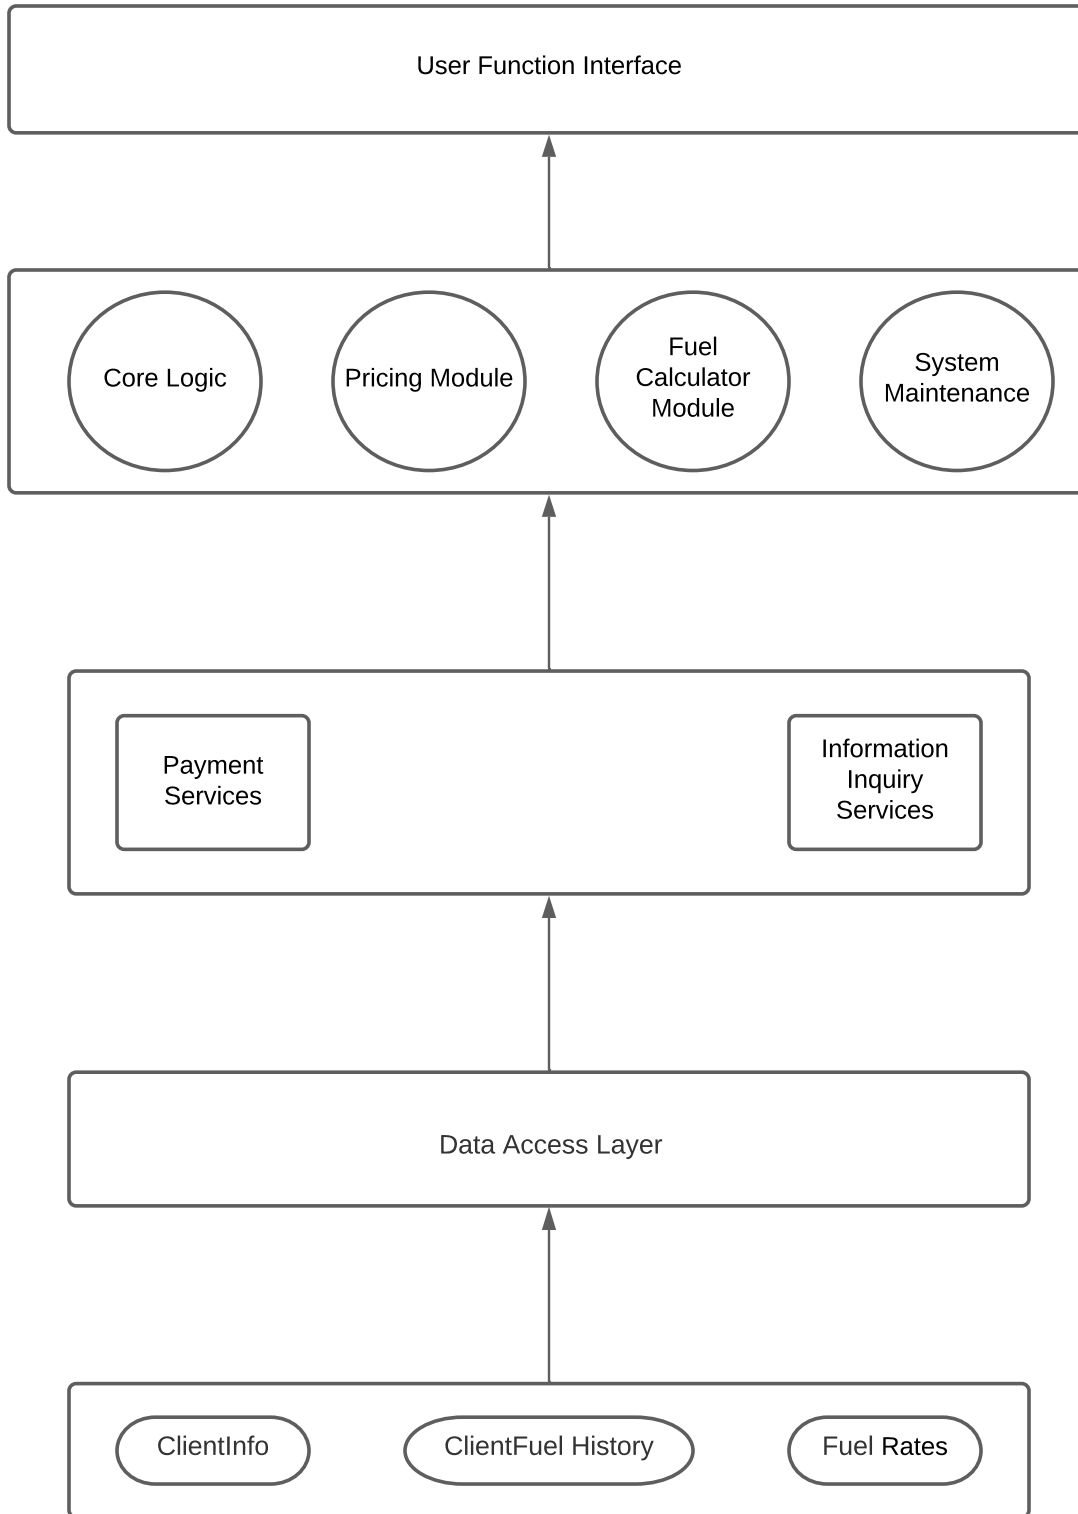 User Function Interface
Core Logic
Pricing Module
Fuel
Calculator
Module
System
Maintenance
Payment
Services
Information
Inquiry
Services
Data Access Layer
ClientInfo
ClientFuel History
Fuel Rates